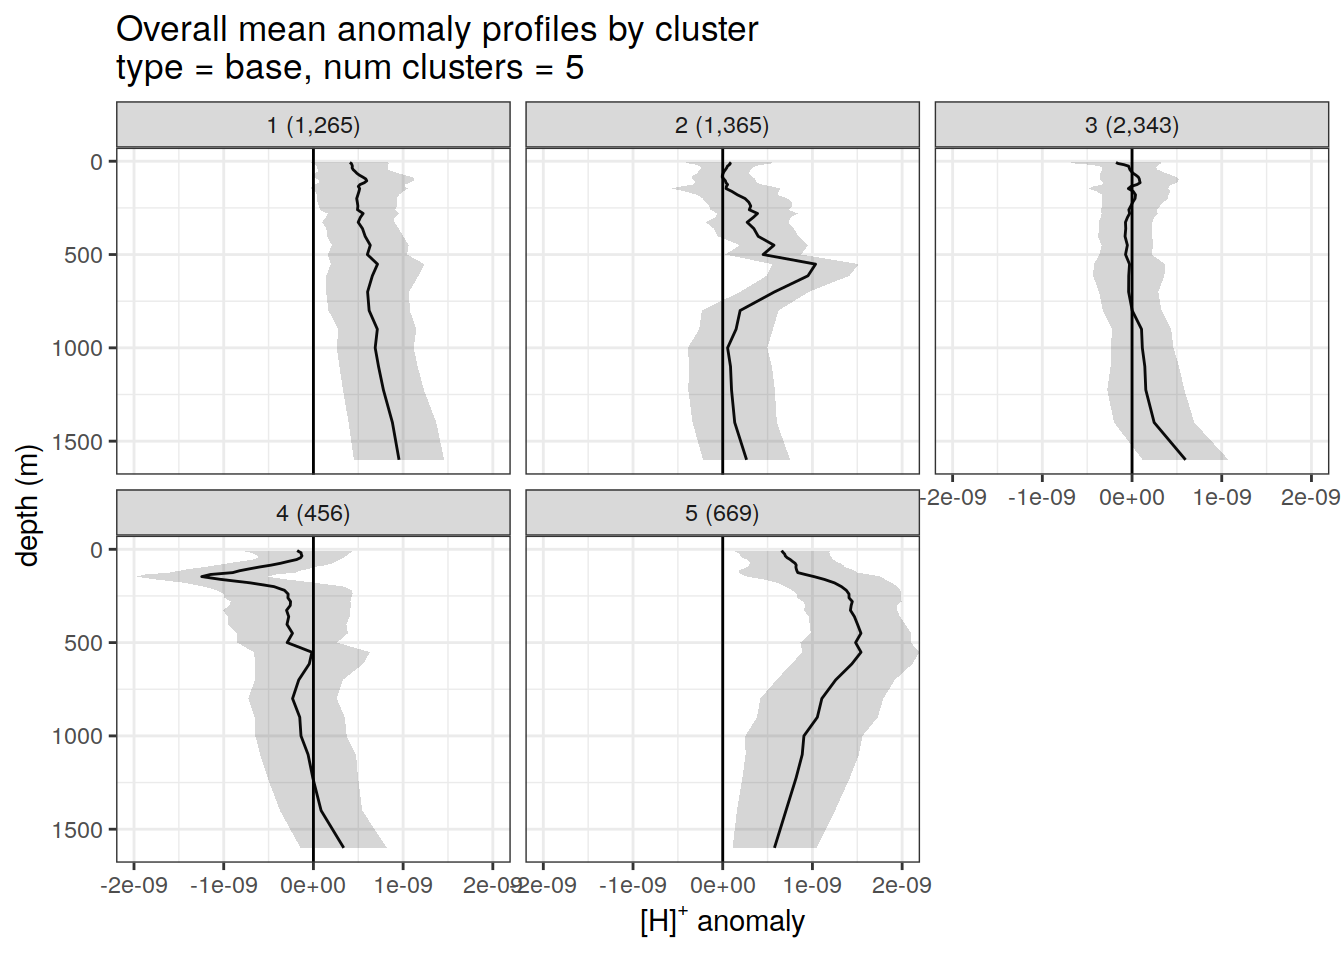 Overall mean anomaly profiles by cluster
type = base, num clusters = 5
1 (1,265)
2 (1,365)
3 (2,343)
0
500
1000
1500
-2e-09 -1e-09 0e+00 1e-09 2e-09
4 (456)
5 (669)
0
500
1000
1500
-2e-09 -1e-09 0e+00 1e-09 2e-09
-2e-09 -1e-09 0e+00 1e-09 2e-09
depth (m)
[H]⁺ anomaly